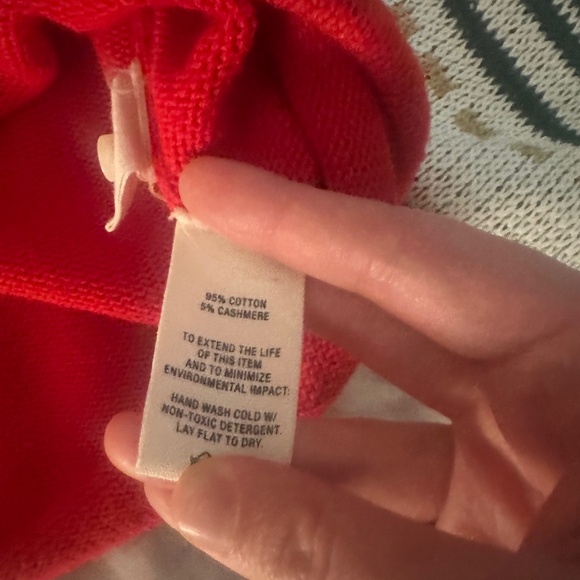 95% COTTON
5% CASHMERE
TO EXTEND THE LIFE
OF THIS ITEM
AND TO MINIMIZE
ENVIRONMENTAL IMPACT:
HAND WASH COLD W/
NON-TOXIC DETERGENT.
LAY FLAT TO DRY.